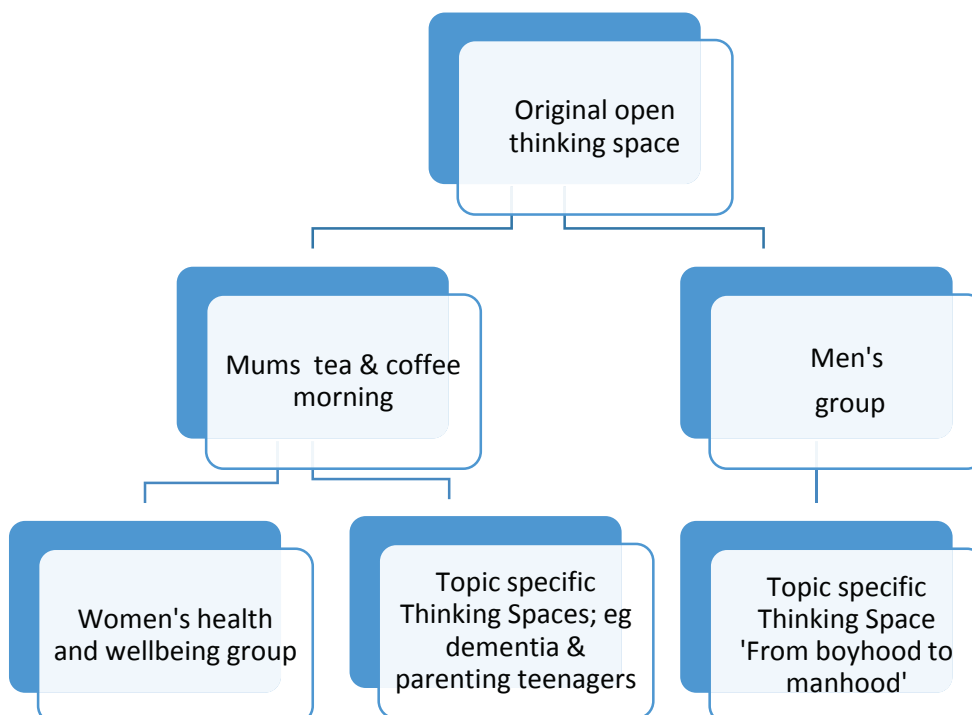 Original open
thinking space
Mums  tea & coffee
morning
Men's
group
Women's health
and wellbeing group
Topic specific
Thinking Spaces; eg
dementia &
parenting teenagers
Topic specific
Thinking Space
'From boyhood to
manhood'